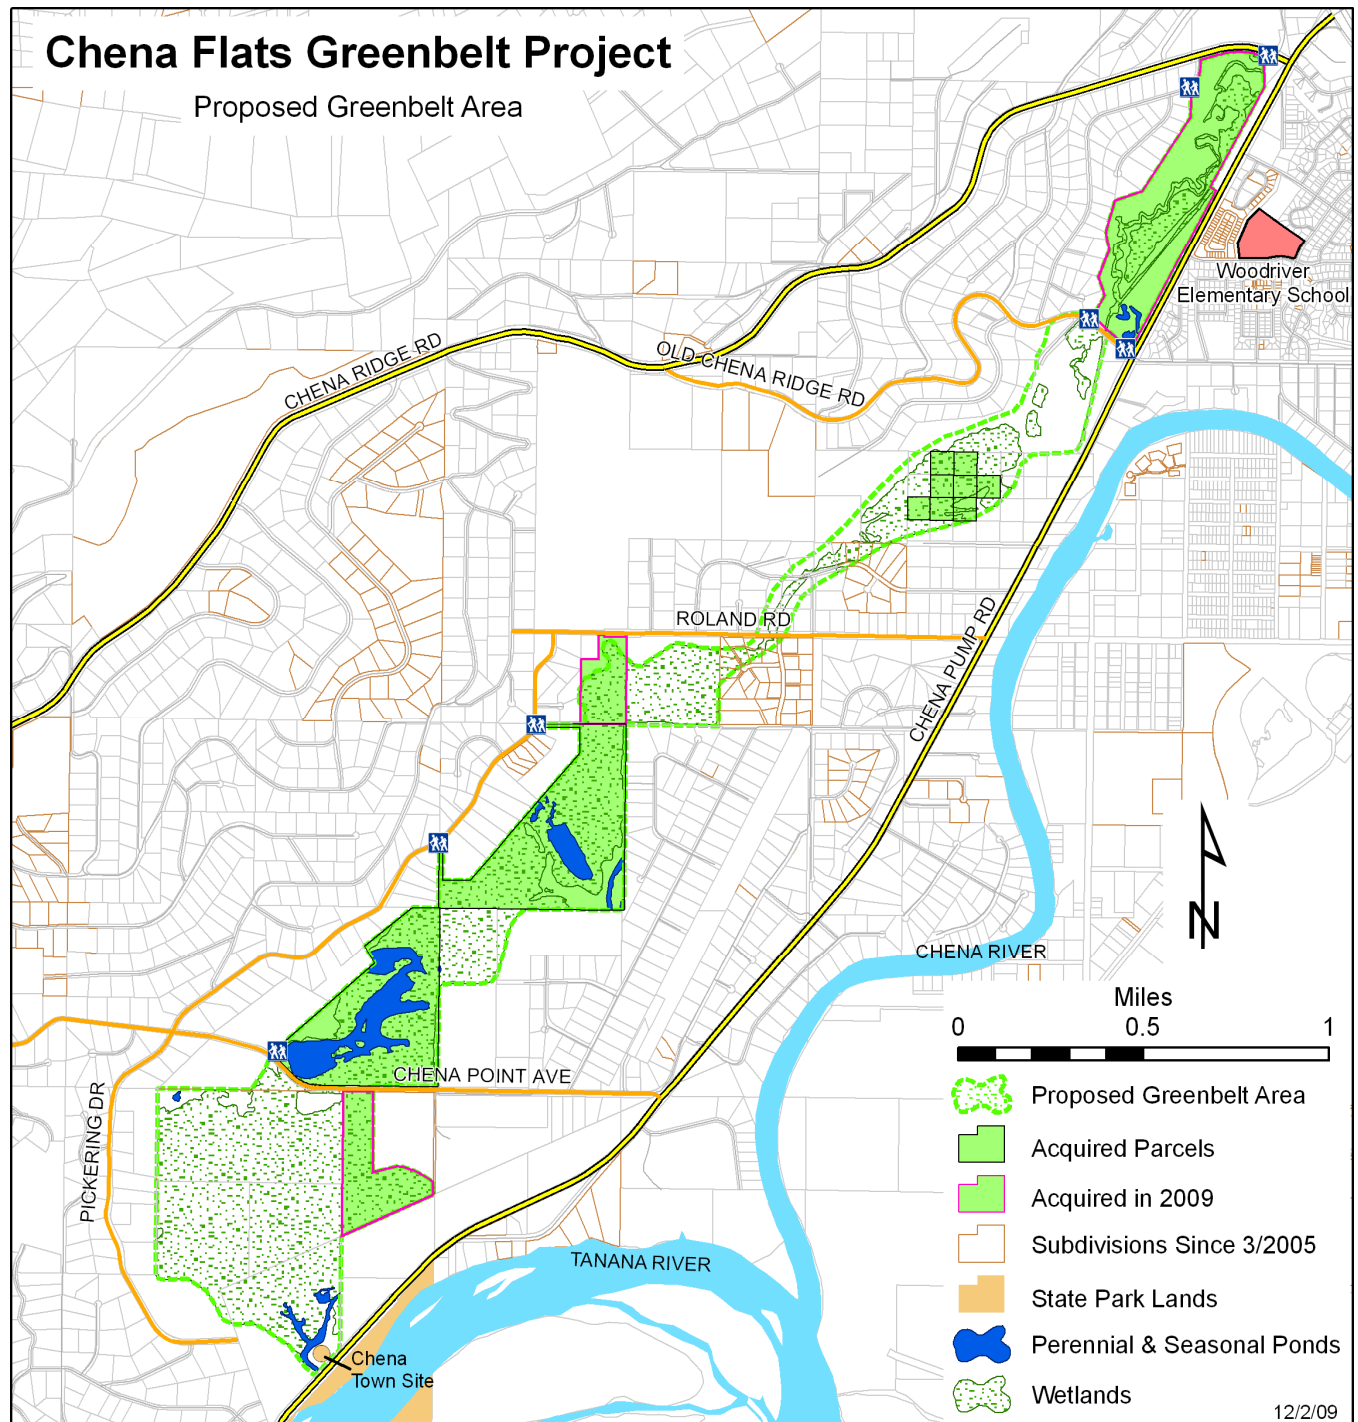 Chena Flats Greenbelt Project
Proposed Greenbelt Area
Woodriver
Elementary School
CHENA RIDGE RD
OLD CHENA RIDGE RD
ROLAND RD
CHENA PUMP RD
CHENA RIVER
N
CHENA POINT AVE
PICKERING DR
TANANA RIVER
Chena
Town Site
Miles
0 0.5 1
Proposed Greenbelt Area
Acquired Parcels
Acquired in 2009
Subdivisions Since 3/2005
State Park Lands
Perennial & Seasonal Ponds
Wetlands
12/2/09